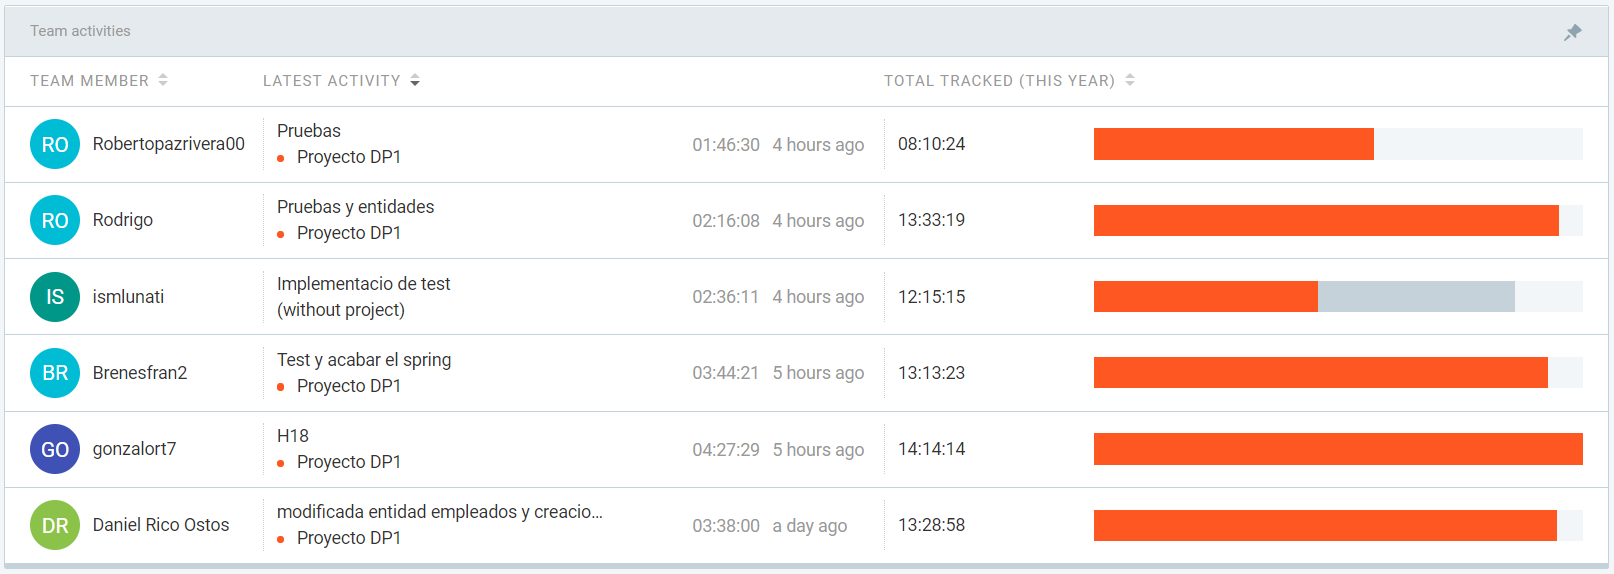 Team activities
TEAM MEMBER LATEST ACTIVITY TOTAL TRACKED (THIS YEAR)
RO Robertopazrivera00 Pruebas 01:46:30 4 hours ago 08:10:24
Proyecto DP1
RO Rodrigo Pruebas y entidades 02:16:08 4 hours ago 13:33:19
Proyecto DP1
IS ismlunati Implementacio de test 02:36:11 4 hours ago 12:15:15
(without project)
BR Brenesfran2 Test y acabar el spring 03:44:21 5 hours ago 13:13:23
Proyecto DP1
GO gonzalort7 H18 04:27:29 5 hours ago 14:14:14
Proyecto DP1
DR Daniel Rico Ostos modificada entidad empleados y creacio... 03:38:00 a day ago 13:28:58
Proyecto DP1